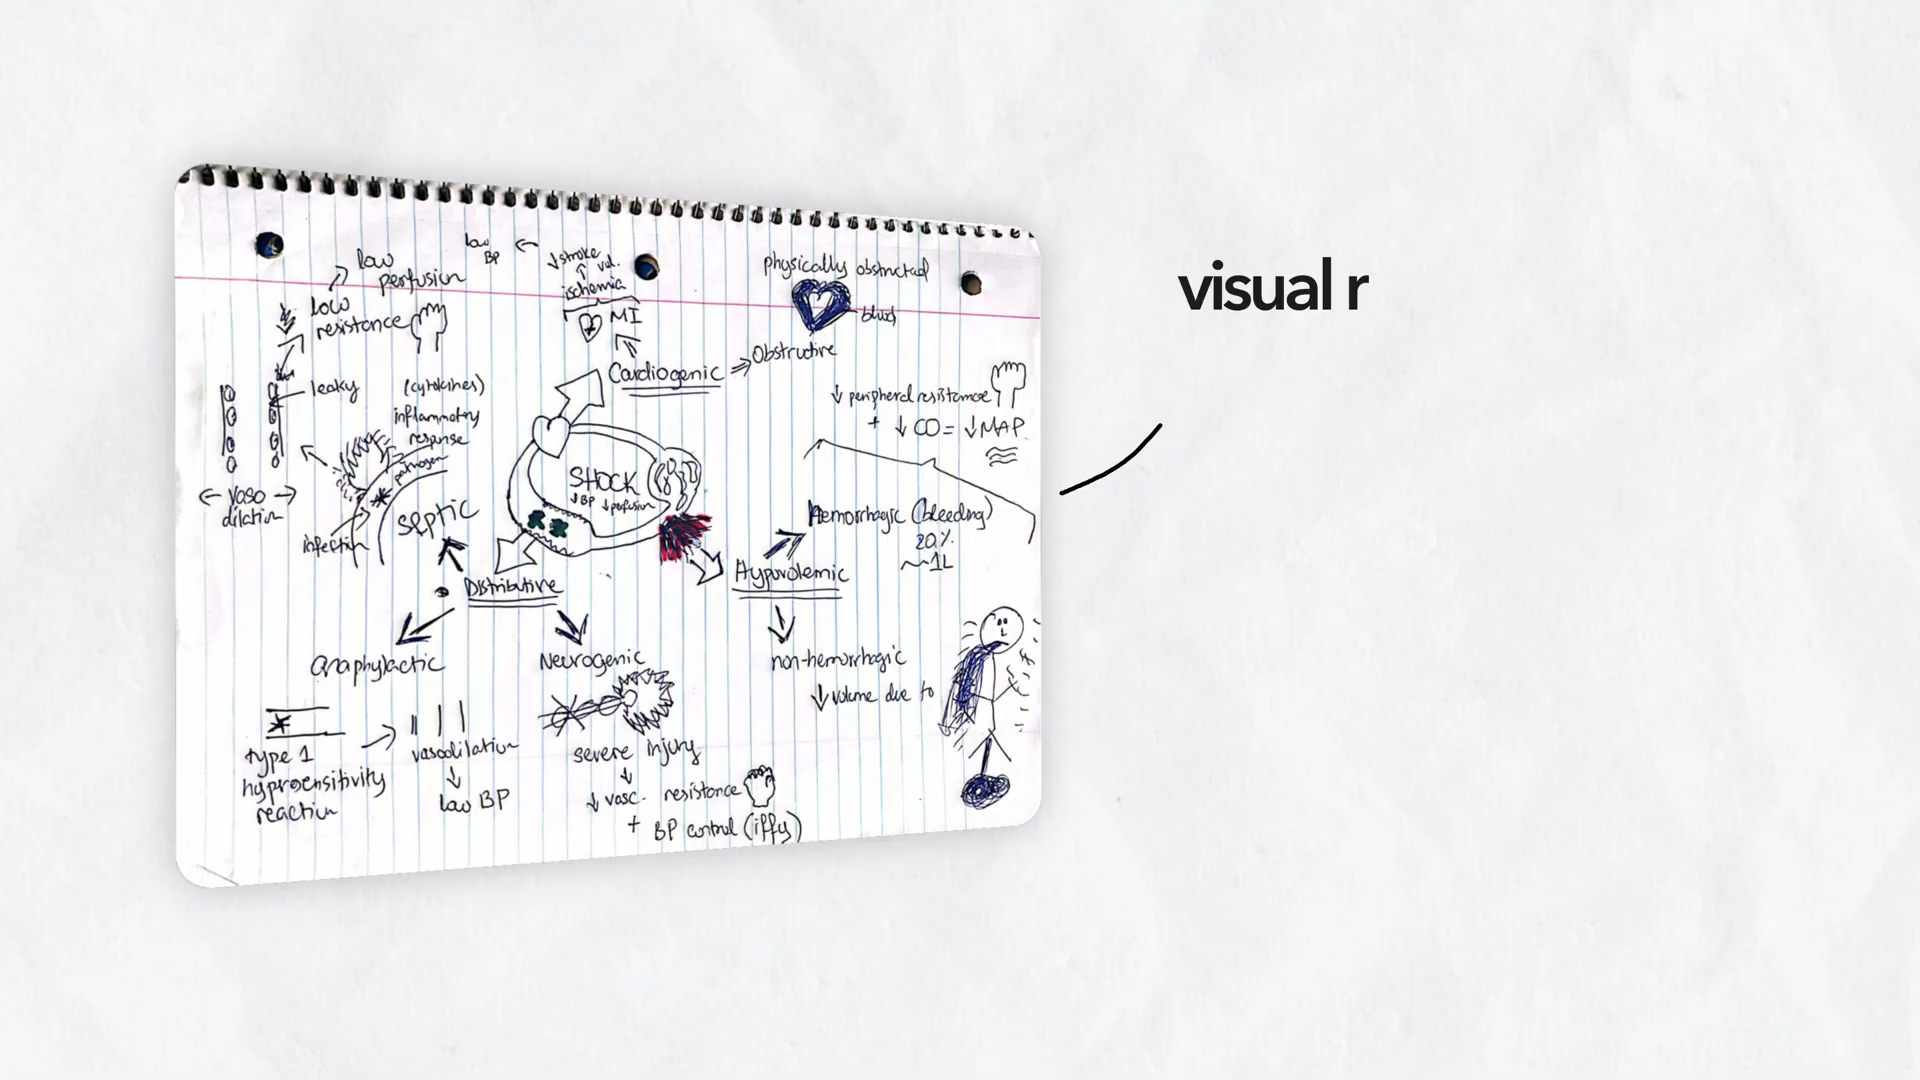 low
BP
↓stroke
vol.
ischemia
MI
low
perfusion
low
resistance
physically obstructed
blood
Obstructive
Cardiogenic
leaky
(cytokines)
inflammatory
response
pathogen
vaso
dilation
infection
septic
SHOCK
↓BP ↓perfusion
↓ peripheral resistance
+ ↓ CO = ↓MAP
Hemorrhagic (bleeding)
20%
~1L
Hypovolemic
Distributive
anaphylactic
Neurogenic
non-hemorrhagic
↓volume due to
type 1
hyprosensitivity
reaction
vasodilation
↓
low BP
severe injury
↓
↓ vasc. resistance
+ BP control (iffy)
visual r